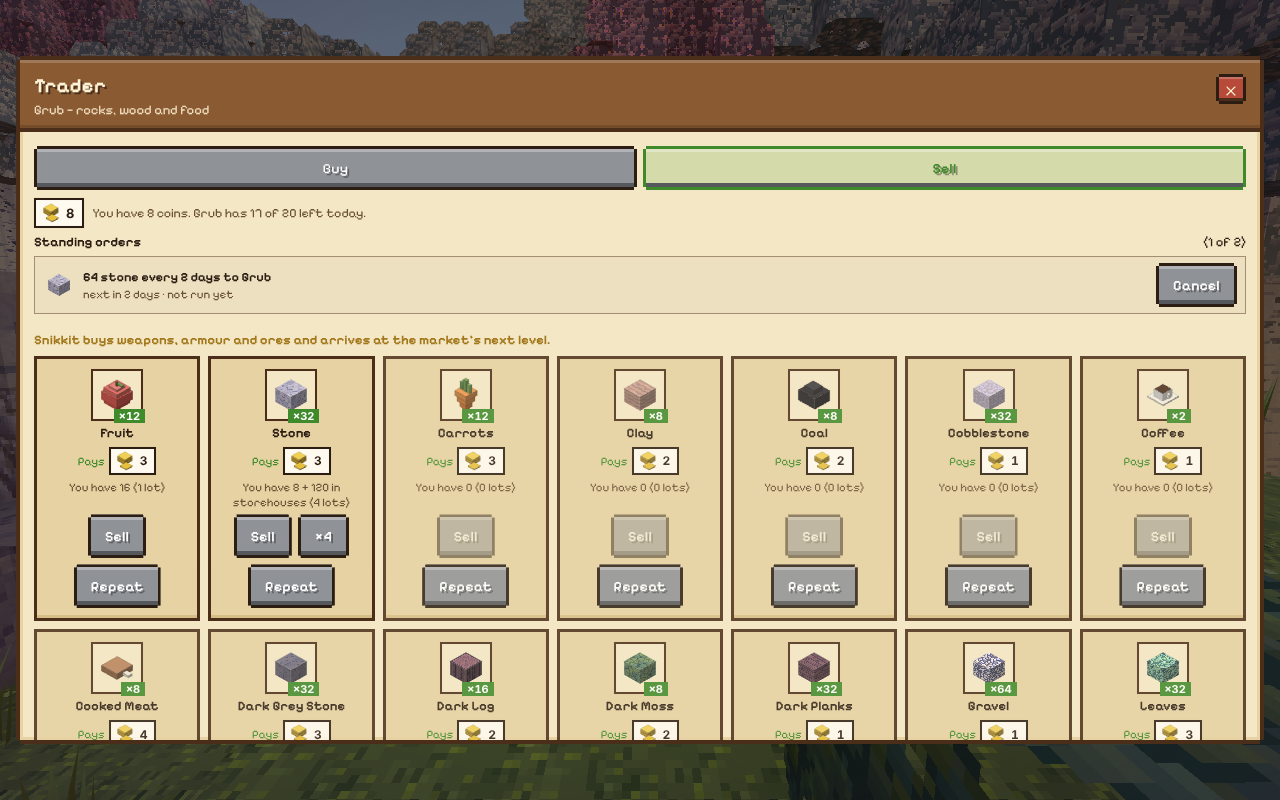 Trader
Grub - rocks, wood and food
×
Buy
Sell
8
You have 8 coins. Grub has 17 of 20 left today.
Standing orders
(1 of 2)
64 stone every 2 days to Grub
next in 2 days · not run yet
Cancel
Snikkit buys weapons, armour and ores and arrives at the market's next level.
×12
×32
×12
×8
×8
×32
×2
Fruit
Stone
Carrots
Clay
Coal
Cobblestone
Coffee
Pays 3
Pays 3
Pays 3
Pays 2
Pays 2
Pays 1
Pays 1
You have 16 (1 lot)
You have 8 + 120 in
storehouses (4 lots)
You have 0 (0 lots)
You have 0 (0 lots)
You have 0 (0 lots)
You have 0 (0 lots)
You have 0 (0 lots)
Sell
Sell
×4
Sell
Sell
Sell
Sell
Sell
Repeat
Repeat
Repeat
Repeat
Repeat
Repeat
Repeat
×8
×32
×16
×8
×32
×64
×32
Cooked Meat
Dark Grey Stone
Dark Log
Dark Moss
Dark Planks
Gravel
Leaves
Pays 4
Pays 3
Pays 2
Pays 2
Pays 1
Pays 1
Pays 3